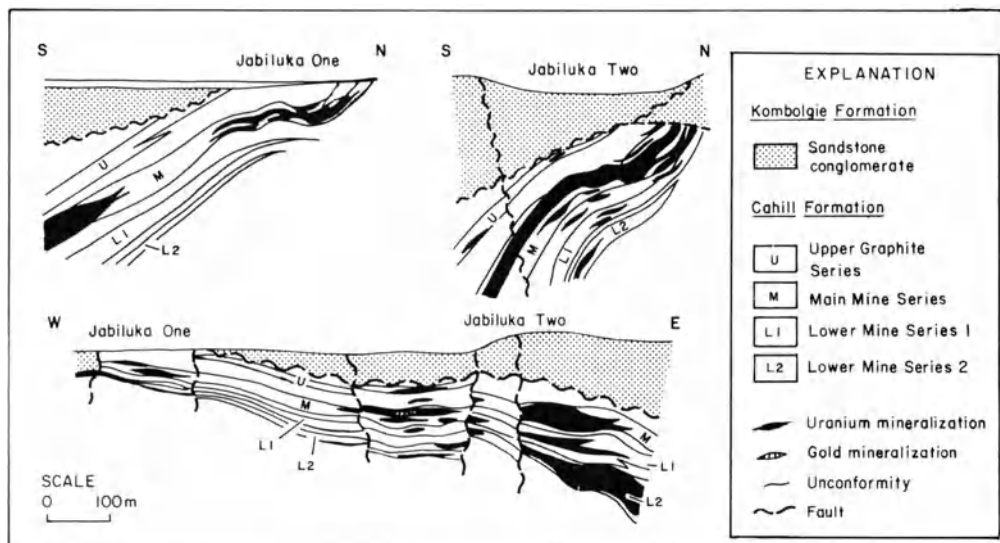 S N
Jabiluka One
U
M
L1
L2
S N
Jabiluka Two
U
M
L1
L2
W E
Jabiluka One Jabiluka Two
U
M
L1
L2
M
L1
L2
SCALE
0 100m
EXPLANATION
Kombolgie Formation
Sandstone
conglomerate
Cahill Formation
U Upper Graphite
Series
M Main Mine Series
L1 Lower Mine Series 1
L2 Lower Mine Series 2
Uranium mineralization
Gold mineralization
Unconformity
Fault